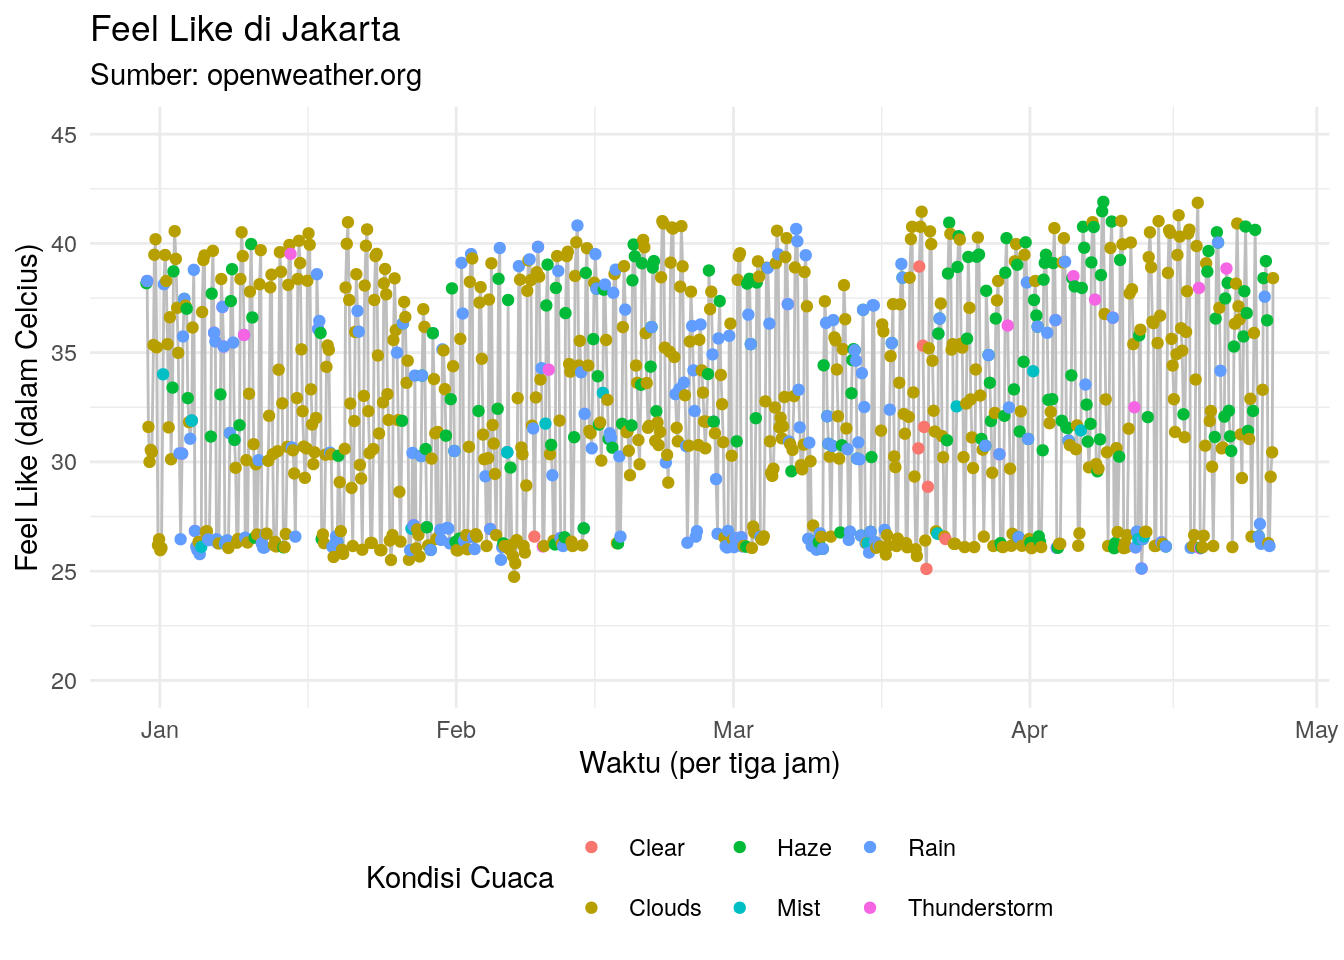 Feel Like di Jakarta
Sumber: openweather.org
Feel Like (dalam Celcius)
45
40
35
30
25
20
Jan Feb Mar Apr May
Waktu (per tiga jam)
Kondisi Cuaca
Clear Haze Rain
Clouds Mist Thunderstorm